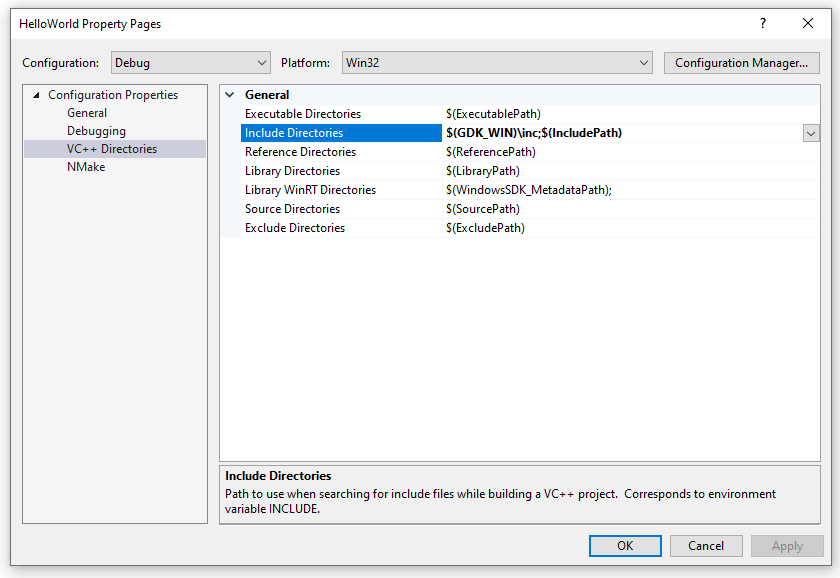 HelloWorld Property Pages
?
Configuration: Debug Platform: Win32 Configuration Manager...
Configuration Properties
General
Debugging
VC++ Directories
NMake
General
Executable Directories $(ExecutablePath)
Include Directories $(GDK_WIN)\inc;$(IncludePath)
Reference Directories $(ReferencePath)
Library Directories $(LibraryPath)
Library WinRT Directories $(WindowsSDK_MetadataPath);
Source Directories $(SourcePath)
Exclude Directories $(ExcludePath)
Include Directories
Path to use when searching for include files while building a VC++ project.  Corresponds to environment
variable INCLUDE.
OK Cancel Apply